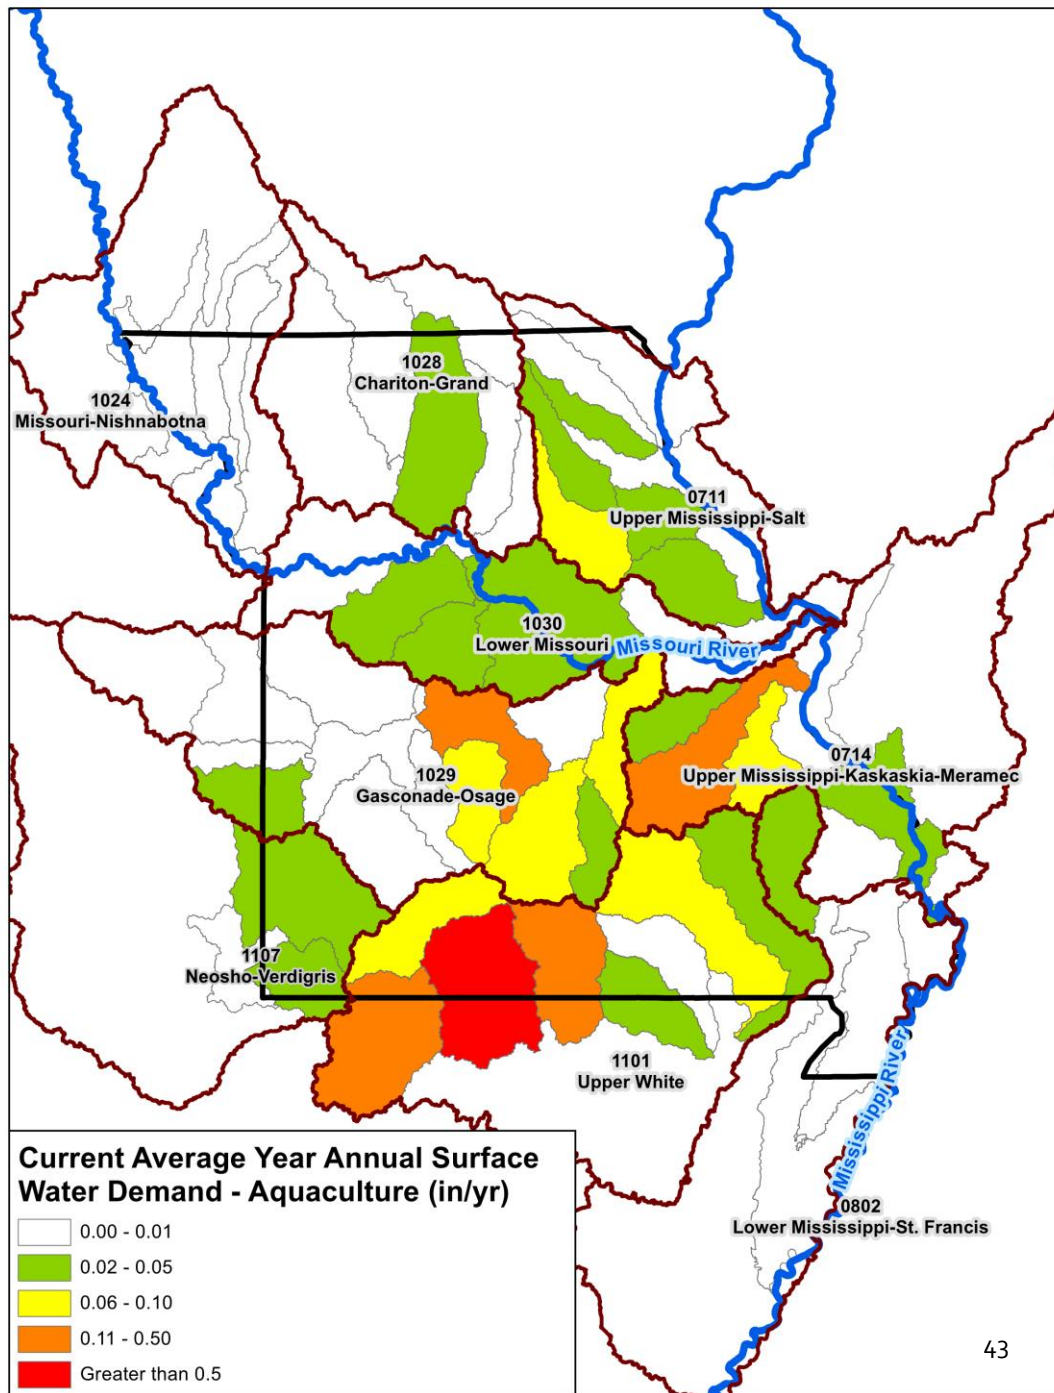 1028
Chariton-Grand
1024
Missouri-Nishnabotna
0711
Upper Mississippi-Salt
1030
Lower Missouri
Missouri River
0714
Upper Mississippi-Kaskaskia-Meramec
1029
Gasconade-Osage
1107
Neosho-Verdigris
1101
Upper White
Mississippi River
0802
Lower Mississippi-St. Francis
Current Average Year Annual Surface
Water Demand - Aquaculture (in/yr)
0.00 - 0.01
0.02 - 0.05
0.06 - 0.10
0.11 - 0.50
Greater than 0.5
43